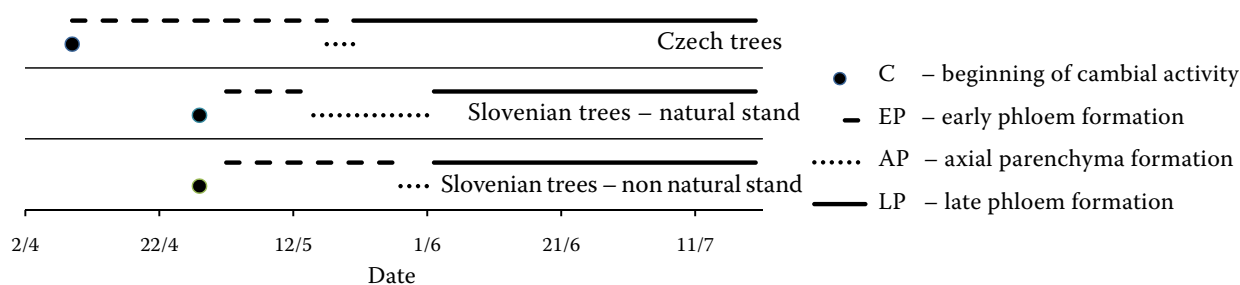 Czech trees
Slovenian trees – natural stand
Slovenian trees – non natural stand
2/4 22/4 12/5 1/6 21/6 11/7
Date
C – beginning of cambial activity
EP – early phloem formation
AP – axial parenchyma formation
LP – late phloem formation